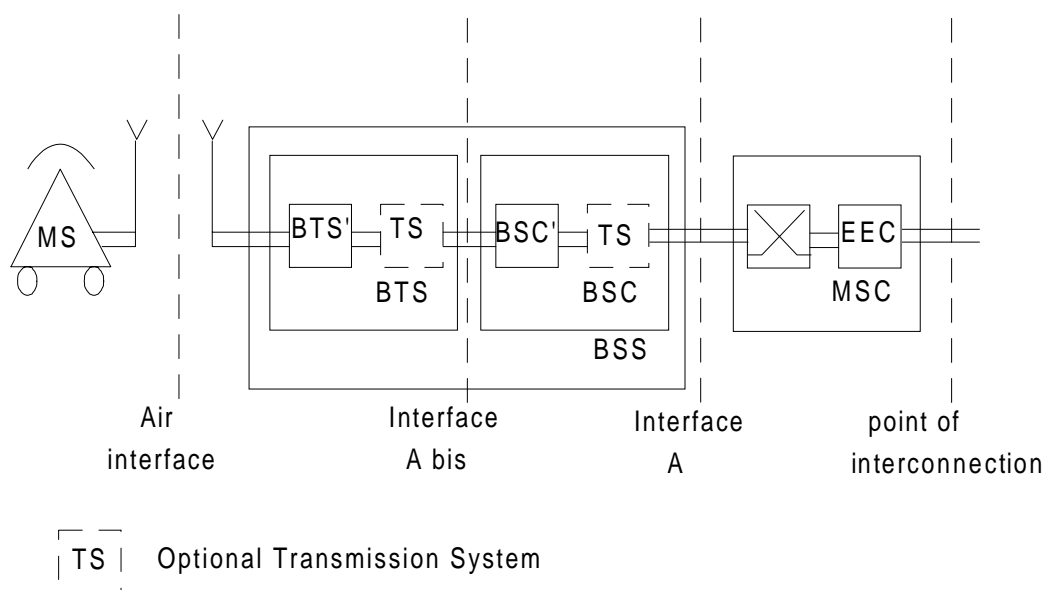 MS
BTS'
TS
BSC'
TS
EEC
BTS
BSC
MSC
BSS
Air
interface
Interface
A bis
Interface
A
point of
interconnection
TS
Optional Transmission System